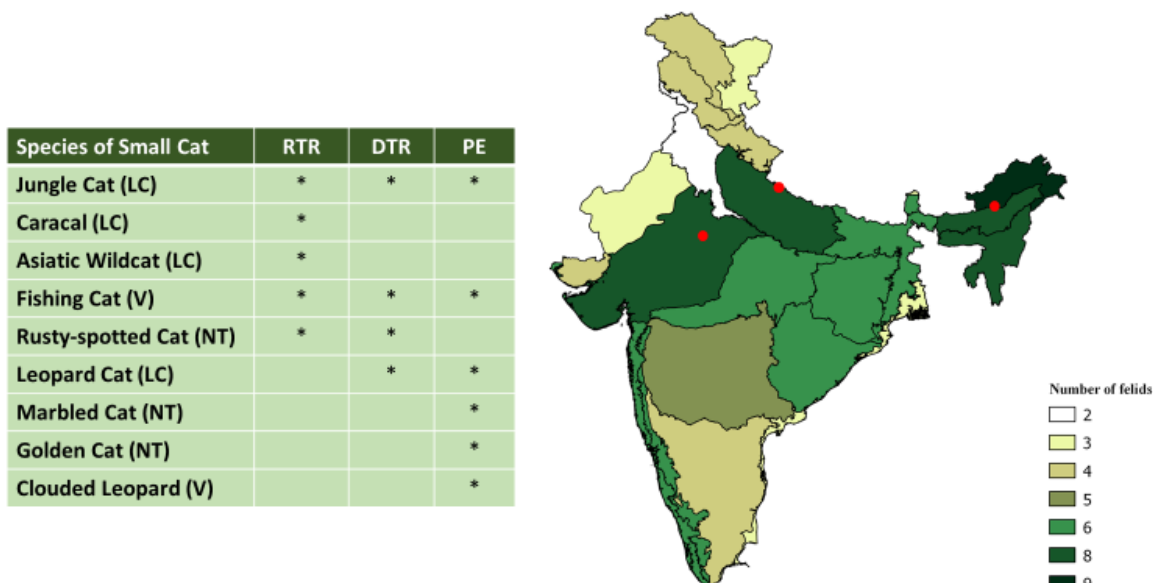 Species of Small Cat RTR DTR PE
Jungle Cat (LC) * * *
Caracal (LC) *
Asiatic Wildcat (LC) *
Fishing Cat (V) * * *
Rusty-spotted Cat (NT) * *
Leopard Cat (LC) * *
Marbled Cat (NT) *
Golden Cat (NT) *
Clouded Leopard (V) *
Number of felids
2
3
4
5
6
8
9